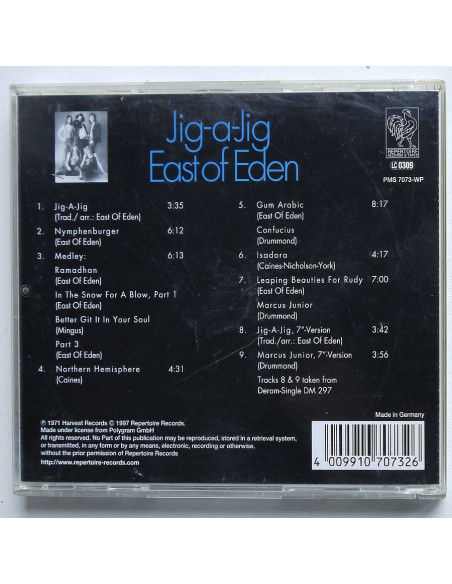 Jig-a-Jig
East of Eden
REPERTOIRE
RECORDS & TAPES
LC 0309
PMS 7073-WP
1. Jig-A-Jig 3:35
(Trad./ arr.: East Of Eden)
2. Nymphenburger 6:12
(East Of Eden)
3. Medley: 6:13
Ramadhan
(East Of Eden)
In The Snow For A Blow, Part 1
(East Of Eden)
Better Git It In Your Soul
(Mingus)
Part 3
(East Of Eden)
4. Northern Hemisphere 4:31
(Caines)
5. Gum Arabic 8:17
(East Of Eden)
Confucius
(Drummond)
6. Isadora 4:17
(Caines-Nicholson-York)
7. Leaping Beauties For Rudy 7:00
(East Of Eden)
Marcus Junior
(Drummond)
8. Jig-A-Jig, 7"-Version 3:42
(Trad./arr.: East Of Eden)
9. Marcus Junior, 7"-Version 3:56
(Drummond)
Tracks 8 & 9 taken from
Deram-Single DM 297
Made in Germany
℗ 1971 Harvest Records © 1997 Repertoire Records.
Made under license from Polygram GmbH
All rights reserved. No Part of this publication may be reproduced, stored in a retrieval system,
or transmitted, in any form or by any means, electronic, recording or otherwise,
without the prior permission of Repertoire Records
http://www.repertoire-records.com
4 009910 707326